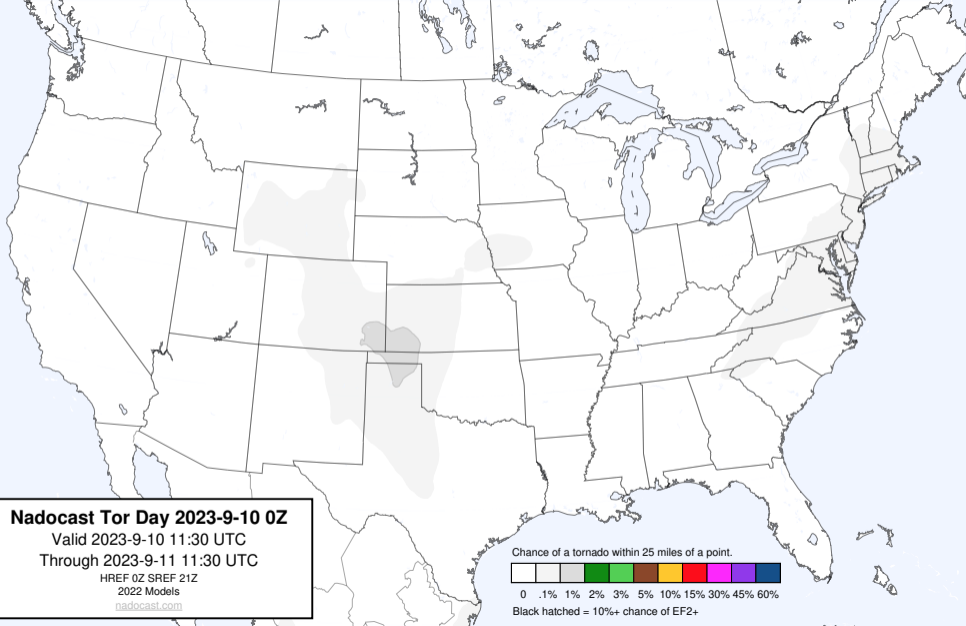 Nadocast Tor Day 2023-9-10 0Z
Valid 2023-9-10 11:30 UTC
Through 2023-9-11 11:30 UTC
HREF 0Z SREF 21Z
2022 Models
nadocast.com
Chance of a tornado within 25 miles of a point.
0 .1% 1% 2% 3% 5% 10% 15% 30% 45% 60%
Black hatched = 10%+ chance of EF2+